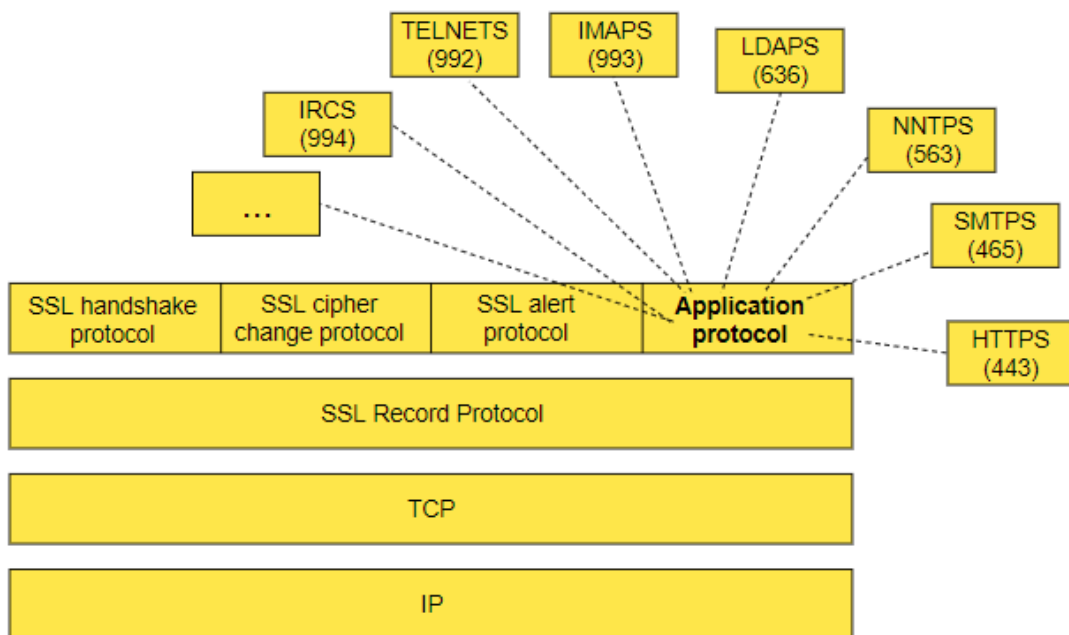 TELNETS
(992)
IMAPS
(993)
LDAPS
(636)
IRCS
(994)
NNTPS
(563)
...
SMTPS
(465)
SSL handshake
protocol
SSL cipher
change protocol
SSL alert
protocol
Application
protocol
HTTPS
(443)
SSL Record Protocol
TCP
IP